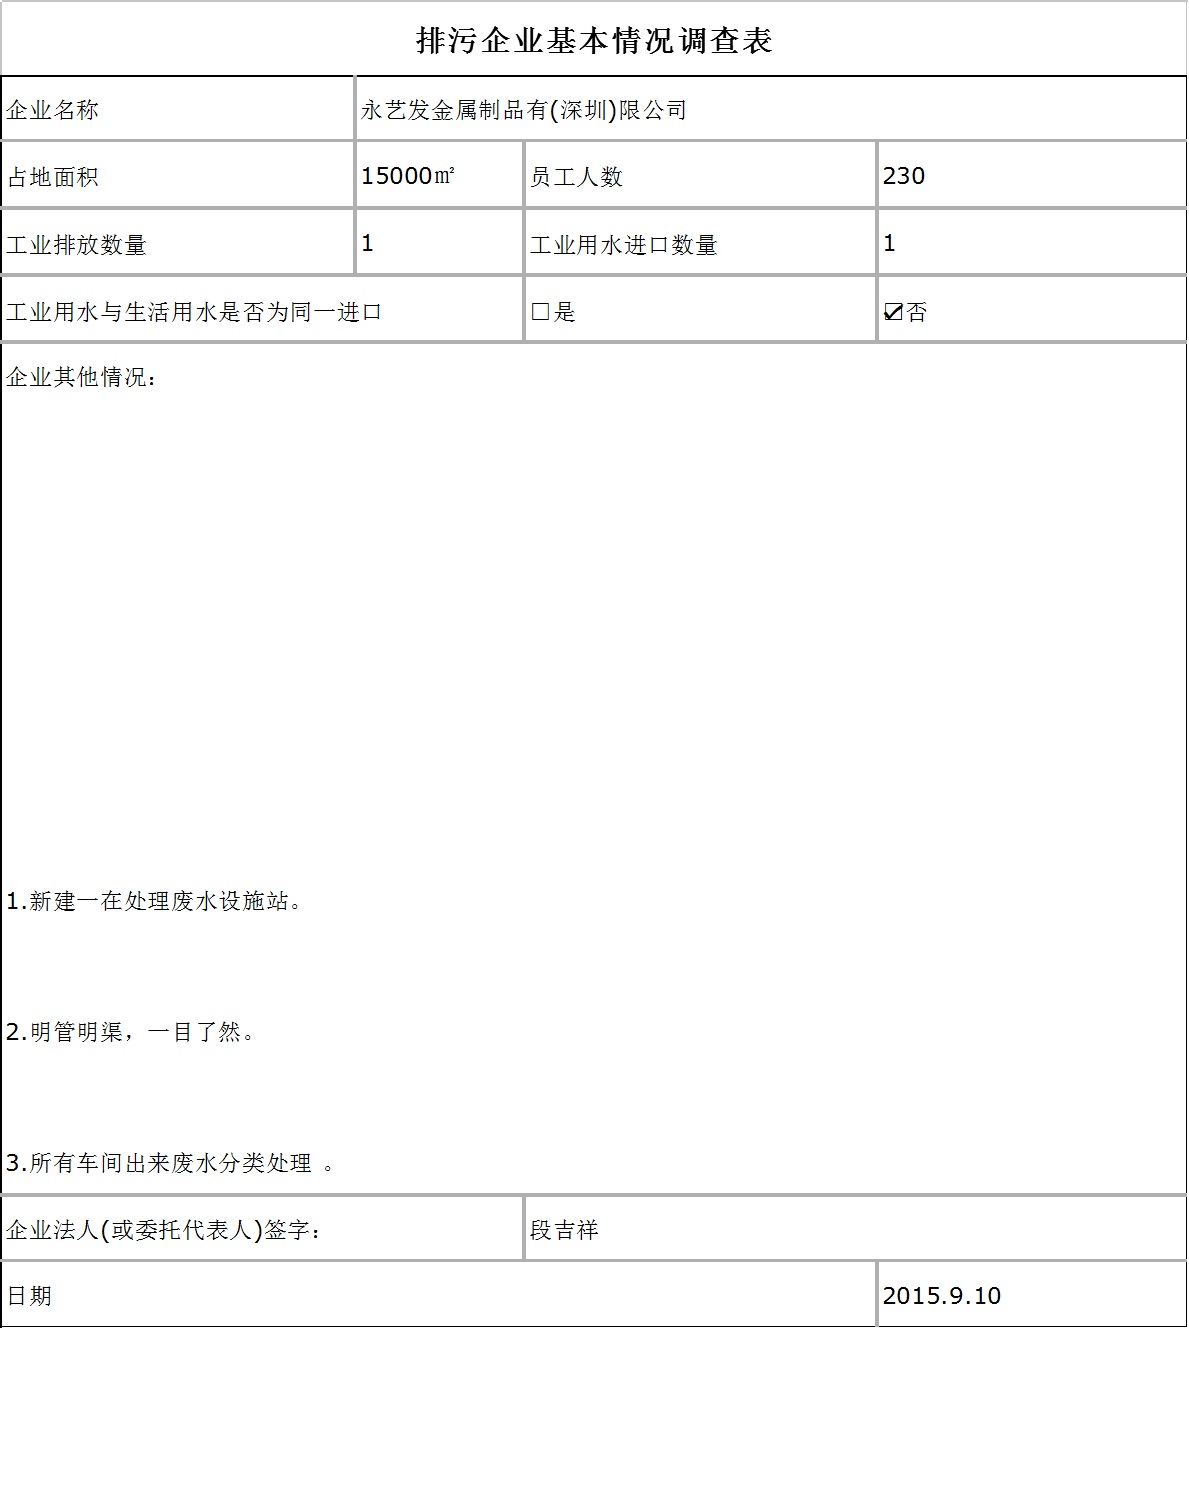 排污企业基本情况调查表
企业名称 永艺发金属制品有(深圳)限公司
占地面积 15000㎡ 员工人数 230
工业排放数量 1 工业用水进口数量 1
工业用水与生活用水是否为同一进口 □是 ☑否
企业其他情况：
1.新建一在处理废水设施站。
2.明管明渠，一目了然。
3.所有车间出来废水分类处理 。
企业法人(或委托代表人)签字： 段吉祥
日期 2015.9.10